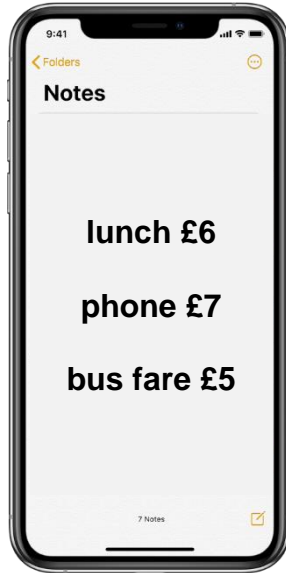 9:41
Folders
Notes
lunch £6
phone £7
bus fare £5
7 Notes